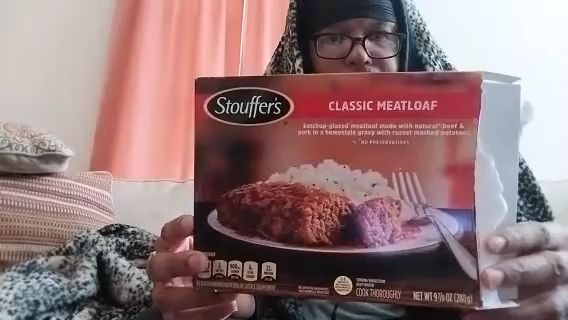 Stouffer's
CLASSIC MEATLOAF
ketchup-glazed meatloaf made with natural* beef &
pork in a homestyle gravy with russet mashed potatoes
NO PRESERVATIVES
COOK THOROUGHLY
NET WT 9 7/8 OZ (280g)